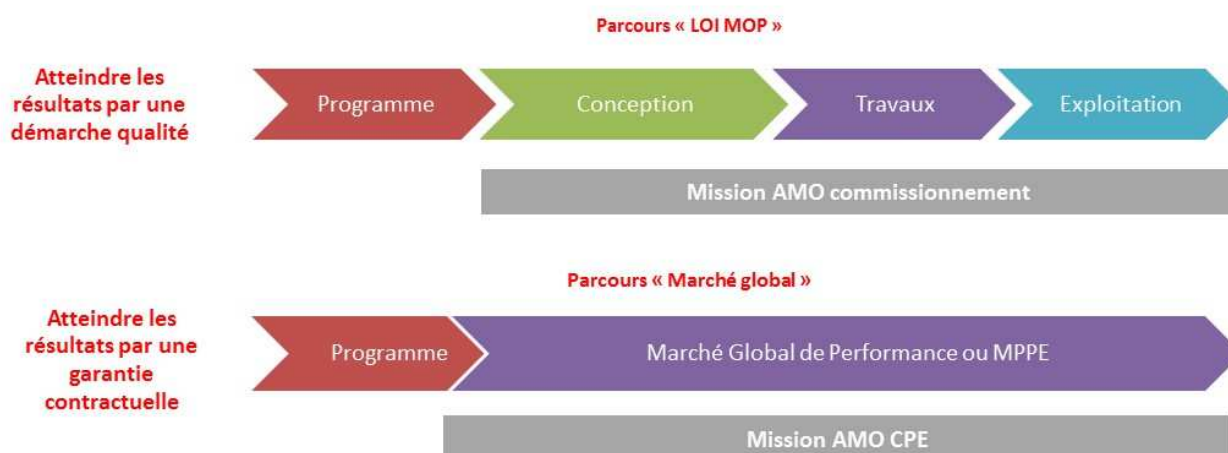 Parcours « LOI MOP »
Atteindre les
résultats par une
démarche qualité
Programme
Conception
Travaux
Exploitation
Mission AMO commissionnement
Parcours « Marché global »
Atteindre les
résultats par une
garantie
contractuelle
Programme
Marché Global de Performance ou MPPE
Mission AMO CPE